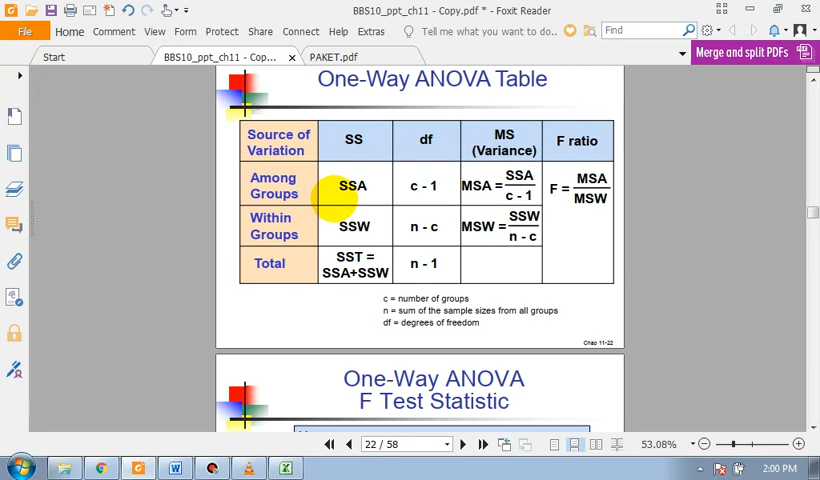 BBS10_ppt_ch11 - Copy.pdf * - Foxit Reader
File
Home
Comment
View
Form
Protect
Share
Connect
Help
Extras
Tell me what you want to do...
Find
Start
BBS10_ppt_ch11 - Cop...
PAKET.pdf
Merge and split PDFs
One-Way ANOVA Table
Source of Variation SS df MS (Variance) F ratio
Among Groups SSA c - 1 MSA = SSA / c - 1 F = MSA / MSW
Within Groups SSW n - c MSW = SSW / n - c
Total SST = SSA+SSW n - 1
c = number of groups
n = sum of the sample sizes from all groups
df = degrees of freedom
Chap 11-22
One-Way ANOVA
F Test Statistic
22 / 58
53.08%
2:00 PM